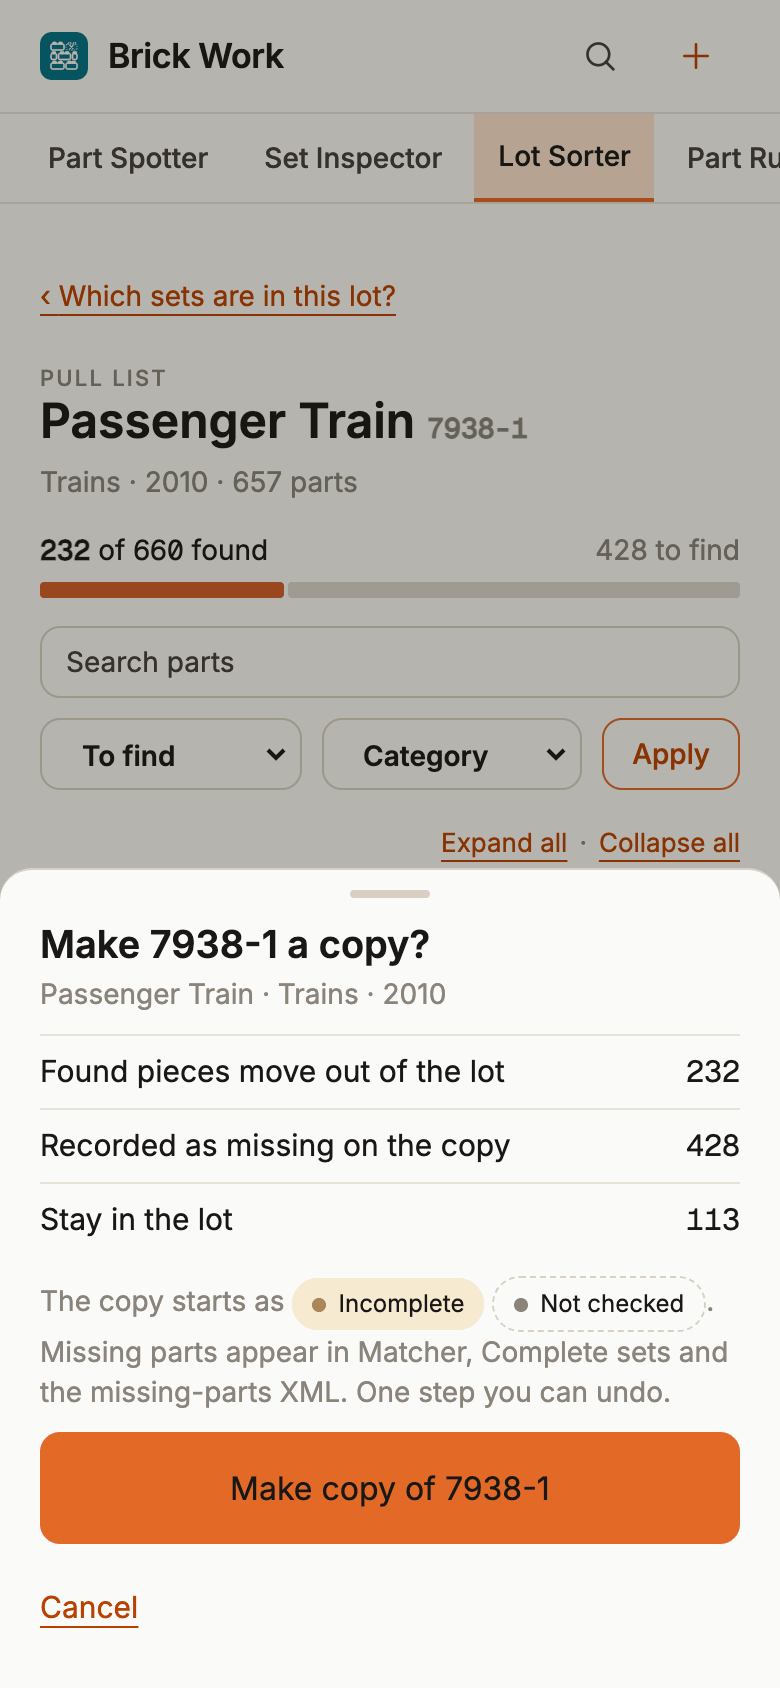 Brick Work
Part Spotter Set Inspector Lot Sorter Part Ru
‹ Which sets are in this lot?
PULL LIST
Passenger Train 7938-1
Trains · 2010 · 657 parts
232 of 660 found 428 to find
Search parts
To find Category Apply
Expand all · Collapse all
Make 7938-1 a copy?
Passenger Train · Trains · 2010
Found pieces move out of the lot 232
Recorded as missing on the copy 428
Stay in the lot 113
The copy starts as Incomplete Not checked.
Missing parts appear in Matcher, Complete sets and
the missing-parts XML. One step you can undo.
Make copy of 7938-1
Cancel